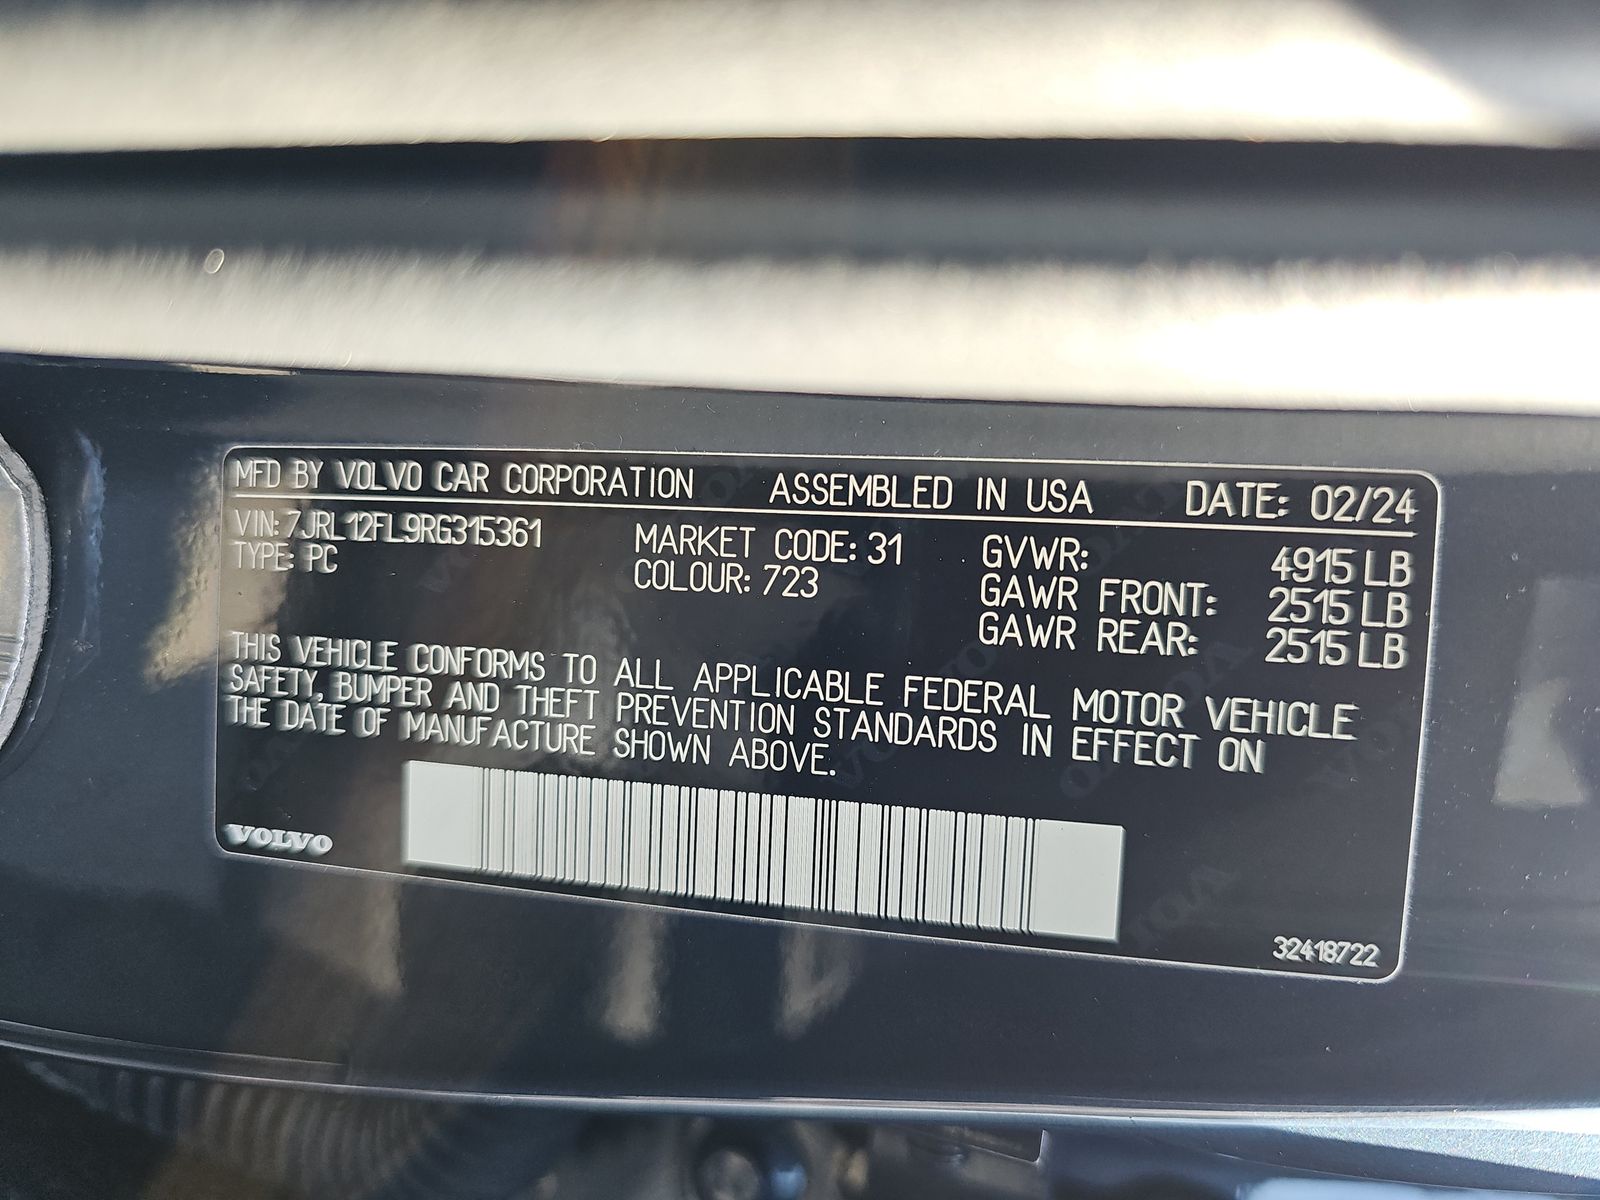 MFD BY VOLVO CAR CORPORATION ASSEMBLED IN USA DATE: 02/24
VIN: 7JRL12FL9RG315361 MARKET CODE: 31 GVWR: 4915 LB
TYPE: PC COLOUR: 723 GAWR FRONT: 2515 LB
GAWR REAR: 2515 LB
THIS VEHICLE CONFORMS TO ALL APPLICABLE FEDERAL MOTOR VEHICLE
SAFETY, BUMPER AND THEFT PREVENTION STANDARDS IN EFFECT ON
THE DATE OF MANUFACTURE SHOWN ABOVE.
VOLVO
32418722